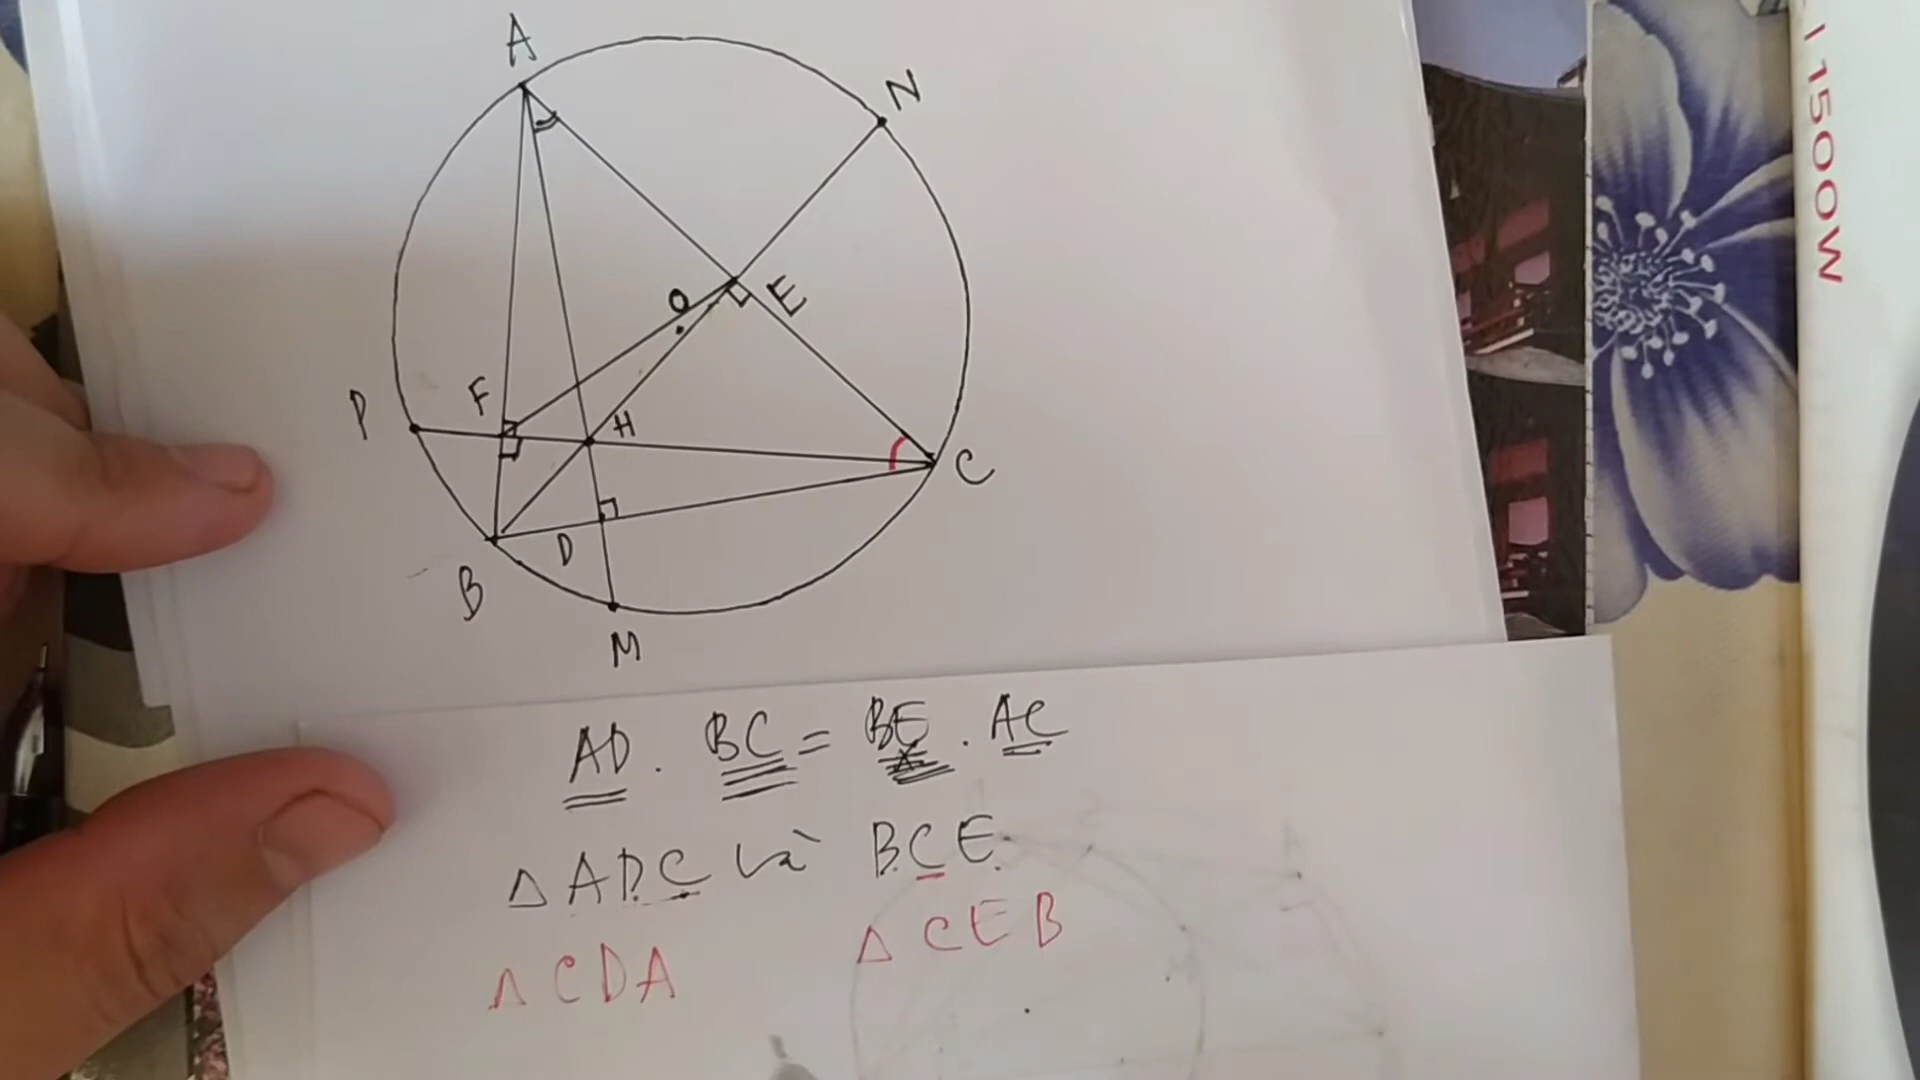 A
N
O
E
F
P
H
C
D
B
M
AD . BC = BE . AC
△ ADC và BCE
△ CDA △ CEB
1500W